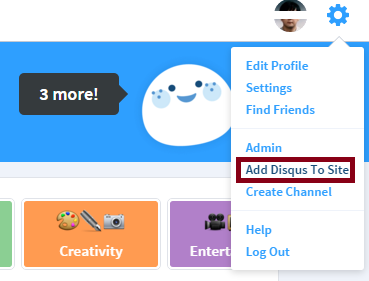 3 more!
Edit Profile
Settings
Find Friends
Admin
Add Disqus To Site
Create Channel
Help
Log Out
Creativity
Entert